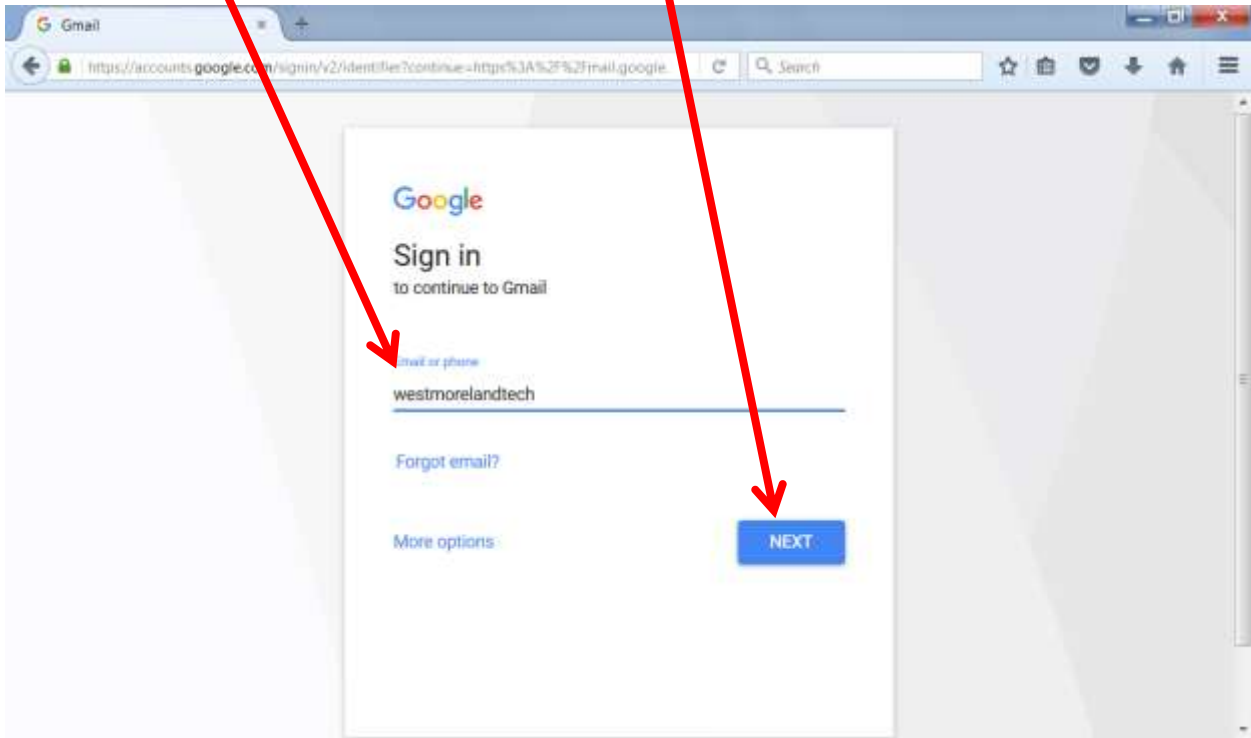 Gmail
https://accounts.google.com/signin/v2/identifier?continue=https%3A%2F%2Fmail.google.
Search
Google
Sign in
to continue to Gmail
Email or phone
westmorelandtech
Forgot email?
More options
NEXT